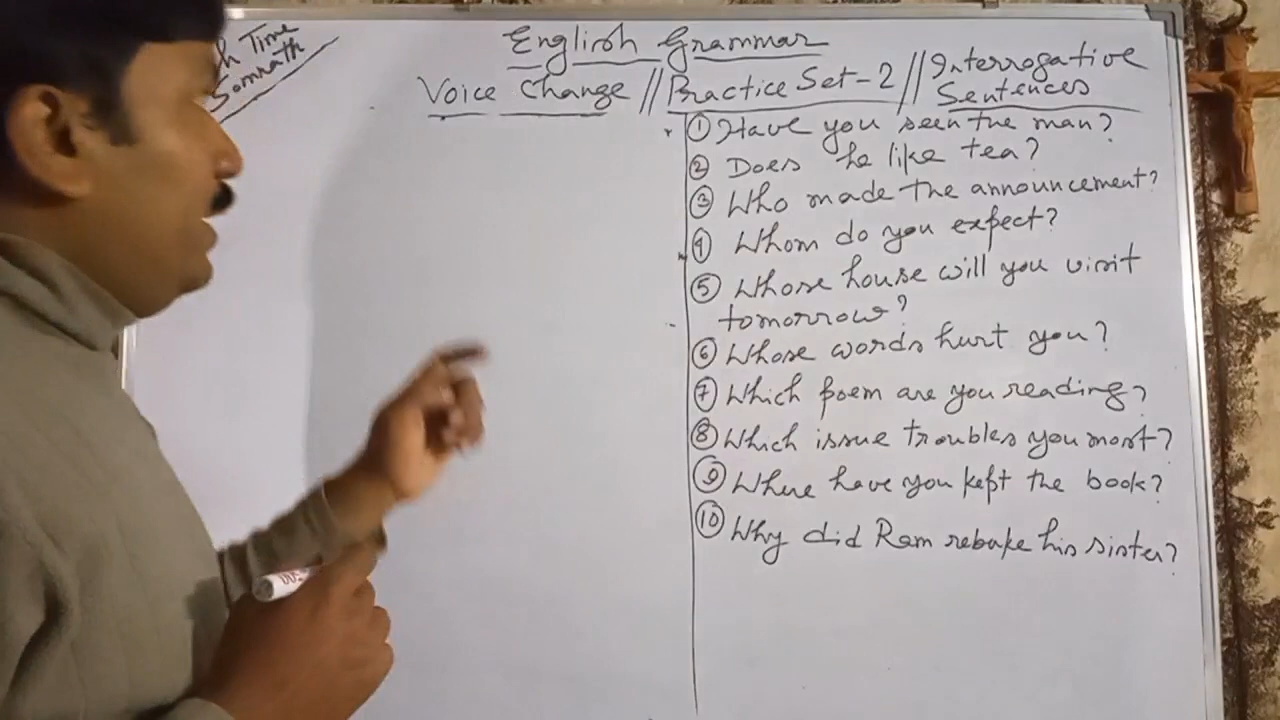 Time
Somnath
English Grammar
Voice Change // Practice Set-2 // Interrogative Sentences
① Have you seen the man?
② Does he like tea?
③ Who made the announcement?
④ Whom do you expect?
⑤ Whose house will you visit
tomorrow?
⑥ Whose words hurt you?
⑦ Which poem are you reading?
⑧ Which issue troubles you most?
⑨ Where have you kept the book?
⑩ Why did Ram rebuke his sister?